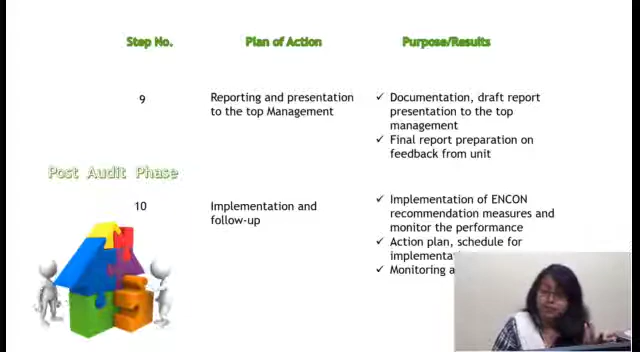 Step No. Plan of Action Purpose/Results
9 Reporting and presentation to the top Management
✓ Documentation, draft report
presentation to the top
management
✓ Final report preparation on
feedback from unit
Post Audit Phase
10 Implementation and
follow-up
✓ Implementation of ENCON
recommendation measures and
monitor the performance
✓ Action plan, schedule for
✓ Monitoring